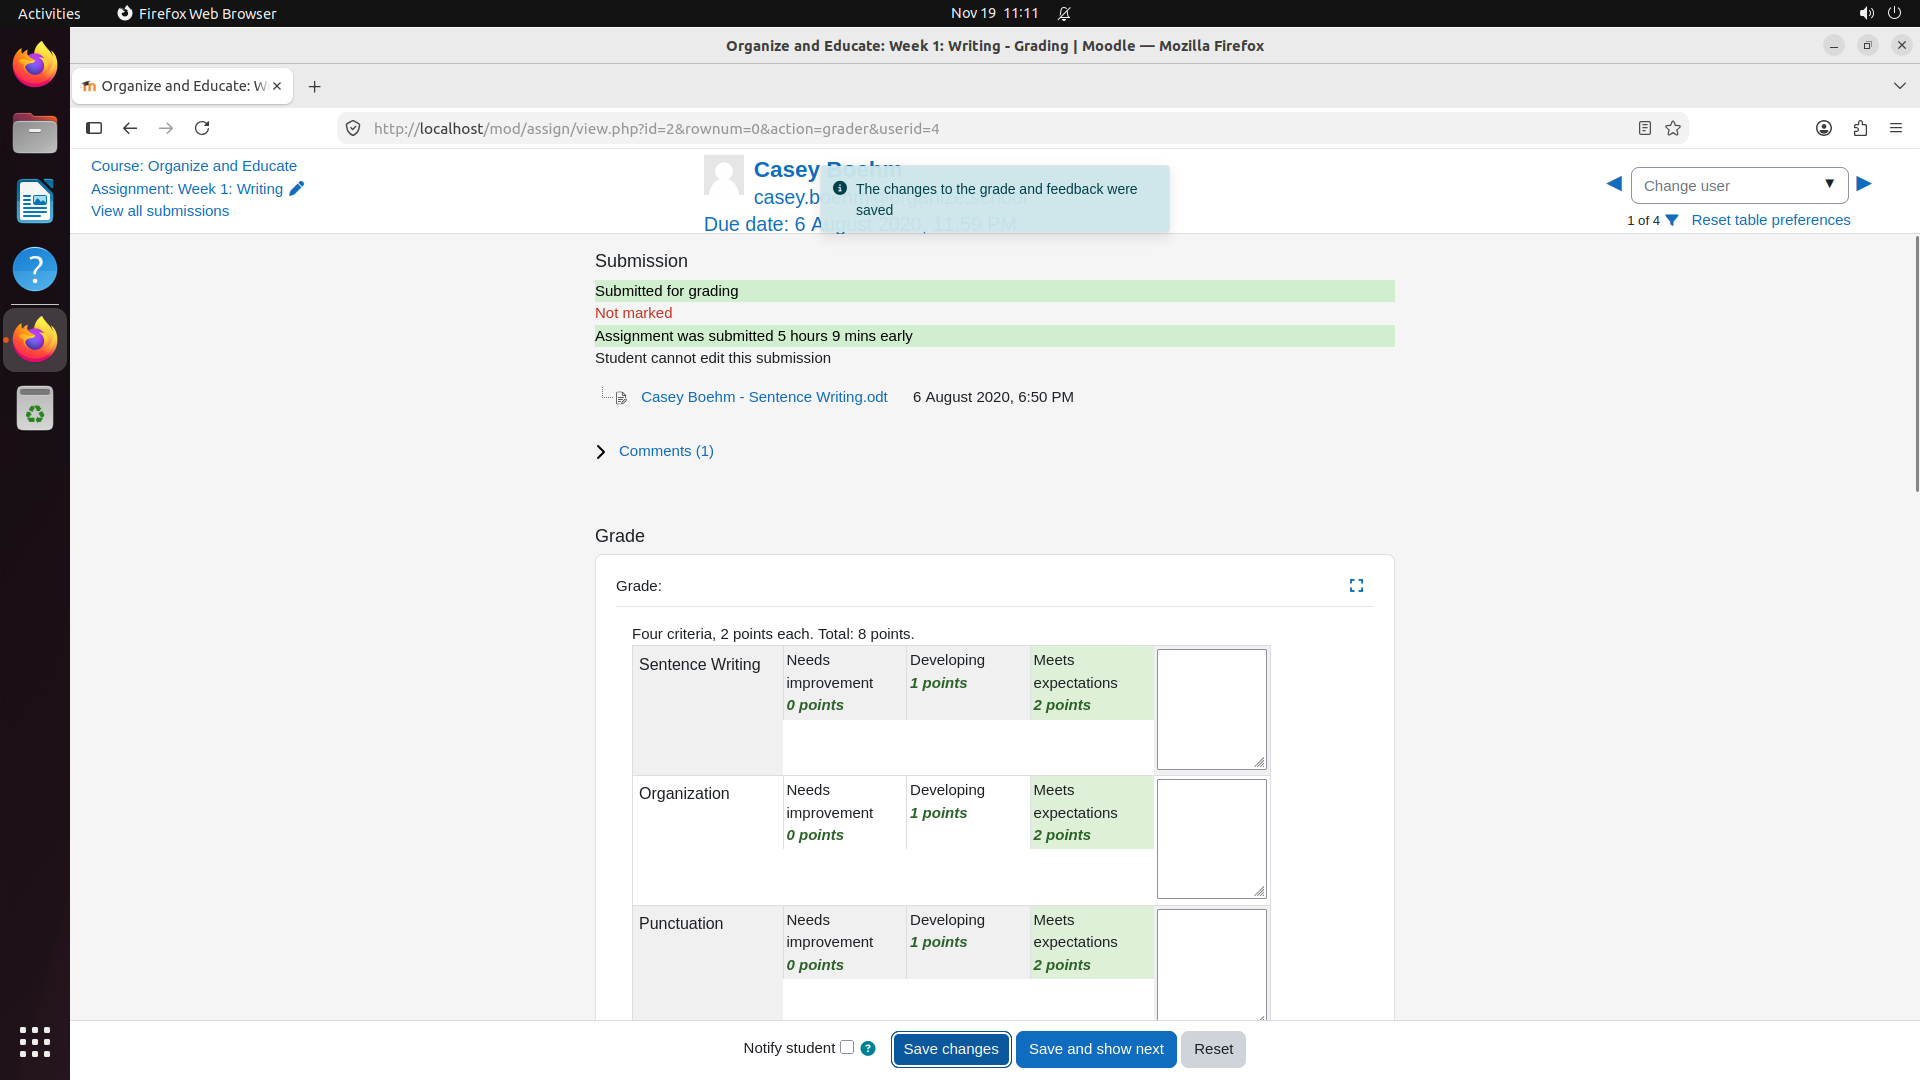 Activities
Firefox Web Browser
Nov 19 11:11
Organize and Educate: Week 1: Writing - Grading | Moodle — Mozilla Firefox
Organize and Educate: W
http://localhost/mod/assign/view.php?id=2&rownum=0&action=grader&userid=4
Course: Organize and Educate
Assignment: Week 1: Writing
View all submissions
Casey Boehm
casey.b
Due date: 6 August 2020, 11:59 PM
The changes to the grade and feedback were
saved
Change user
1 of 4
Reset table preferences
Submission
Submitted for grading
Not marked
Assignment was submitted 5 hours 9 mins early
Student cannot edit this submission
Casey Boehm - Sentence Writing.odt
6 August 2020, 6:50 PM
Comments (1)
Grade
Grade:
Four criteria, 2 points each. Total: 8 points.
Sentence Writing
Needs
improvement
0 points
Developing
1 points
Meets
expectations
2 points
Organization
Needs
improvement
0 points
Developing
1 points
Meets
expectations
2 points
Punctuation
Needs
improvement
0 points
Developing
1 points
Meets
expectations
2 points
Notify student
Save changes
Save and show next
Reset